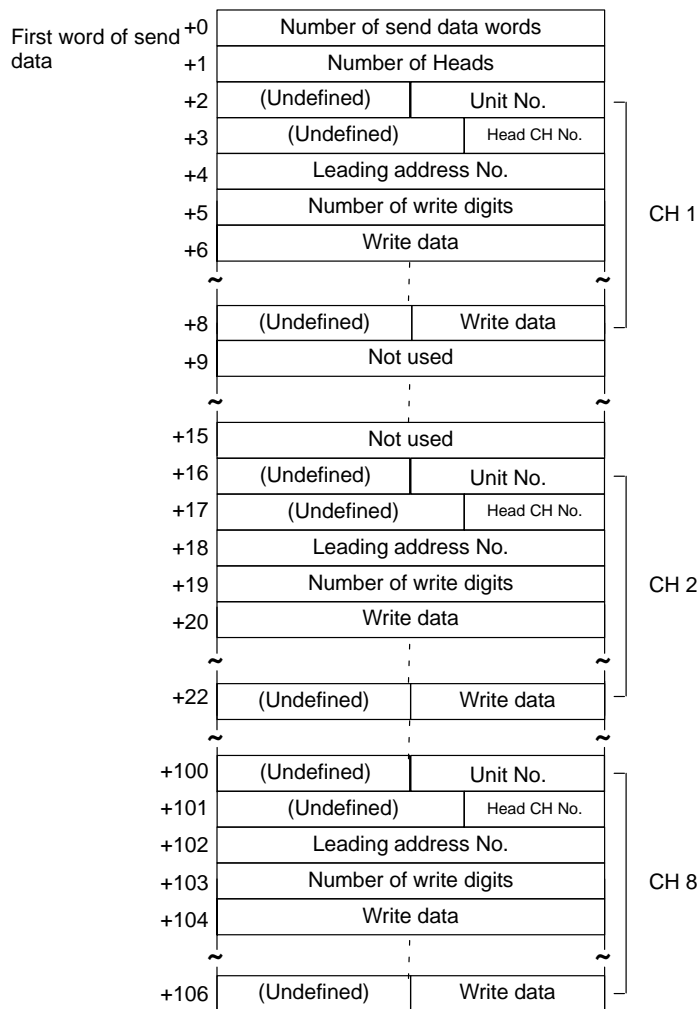 First word of send
data
+0 Number of send data words
+1 Number of Heads
+2 (Undefined) Unit No.
+3 (Undefined) Head CH No.
+4 Leading address No.
+5 Number of write digits
+6 Write data
CH 1
~ ~
+8 (Undefined) Write data
+9 Not used
~ ~
+15 Not used
+16 (Undefined) Unit No.
+17 (Undefined) Head CH No.
+18 Leading address No.
+19 Number of write digits
+20 Write data
CH 2
~ ~
+22 (Undefined) Write data
~ ~
+100 (Undefined) Unit No.
+101 (Undefined) Head CH No.
+102 Leading address No.
+103 Number of write digits
+104 Write data
CH 8
~ ~
+106 (Undefined) Write data